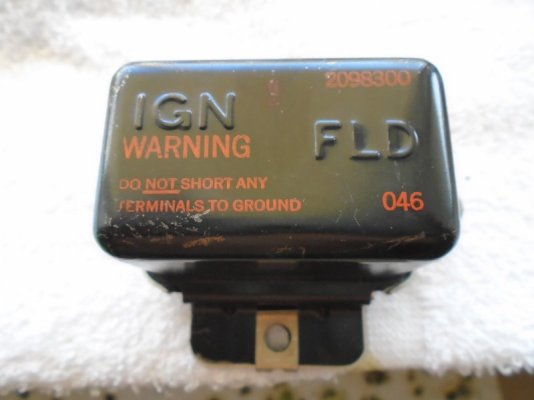 2098300
IGN
FLD
WARNING
DO NOT SHORT ANY
TERMINALS TO GROUND
046